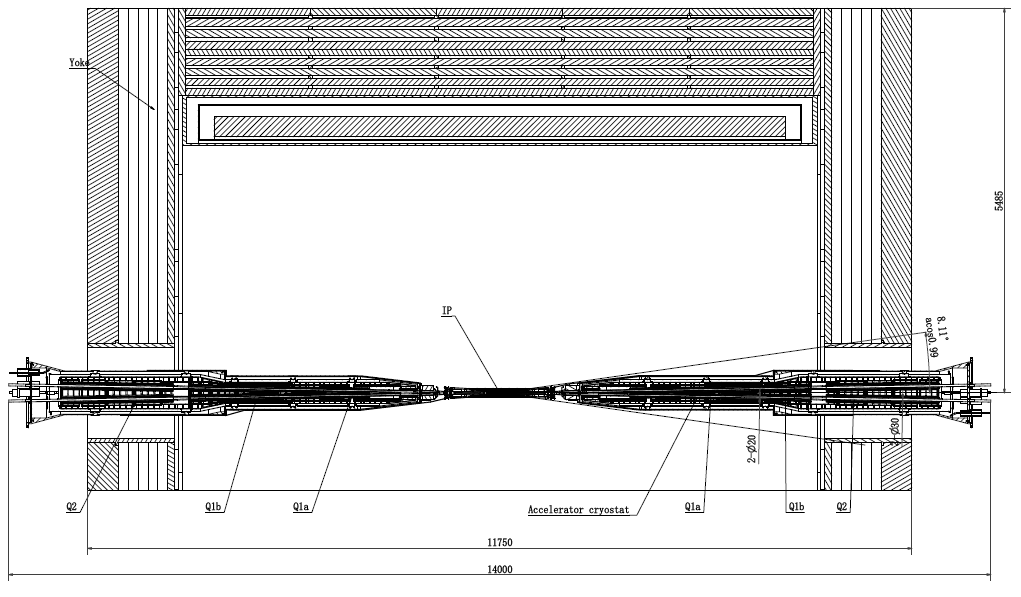 Yoke
5485
IP
8.11°
acos0.99
2-Ø20
2-Ø30
Q2
Q1b
Q1a
Accelerator cryostat
Q1a
Q1b
Q2
11750
14000